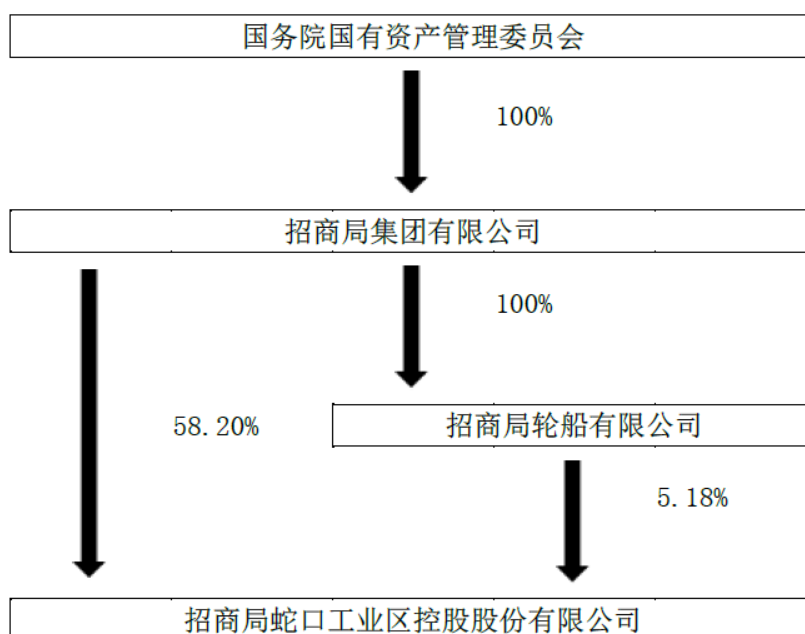 国务院国有资产管理委员会
100%
招商局集团有限公司
100%
招商局轮船有限公司
58.20%
5.18%
招商局蛇口工业区控股股份有限公司